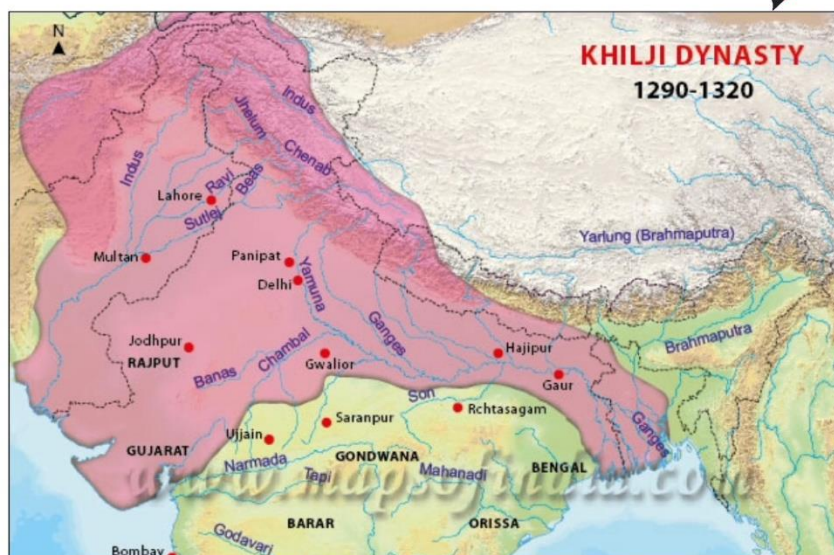 N
KHILJI DYNASTY
1290-1320
Indus
Jhelum
Chenab
Indus
Ravi
Beas
Lahore
Sutlej
Yarlung (Brahmaputra)
Multan
Panipat
Delhi
Yamuna
Ganges
Brahmaputra
Jodhpur
RAJPUT
Banas
Chambal
Gwalior
Hajipur
Gaur
Son
Rchtasagam
Saranpur
Ganges
Ujjain
GUJARAT
Narmada
GONDWANA
BENGAL
Tapi
Mahanadi
www.mapsofindia.com
BARAR
ORISSA
Godavari
Bombay